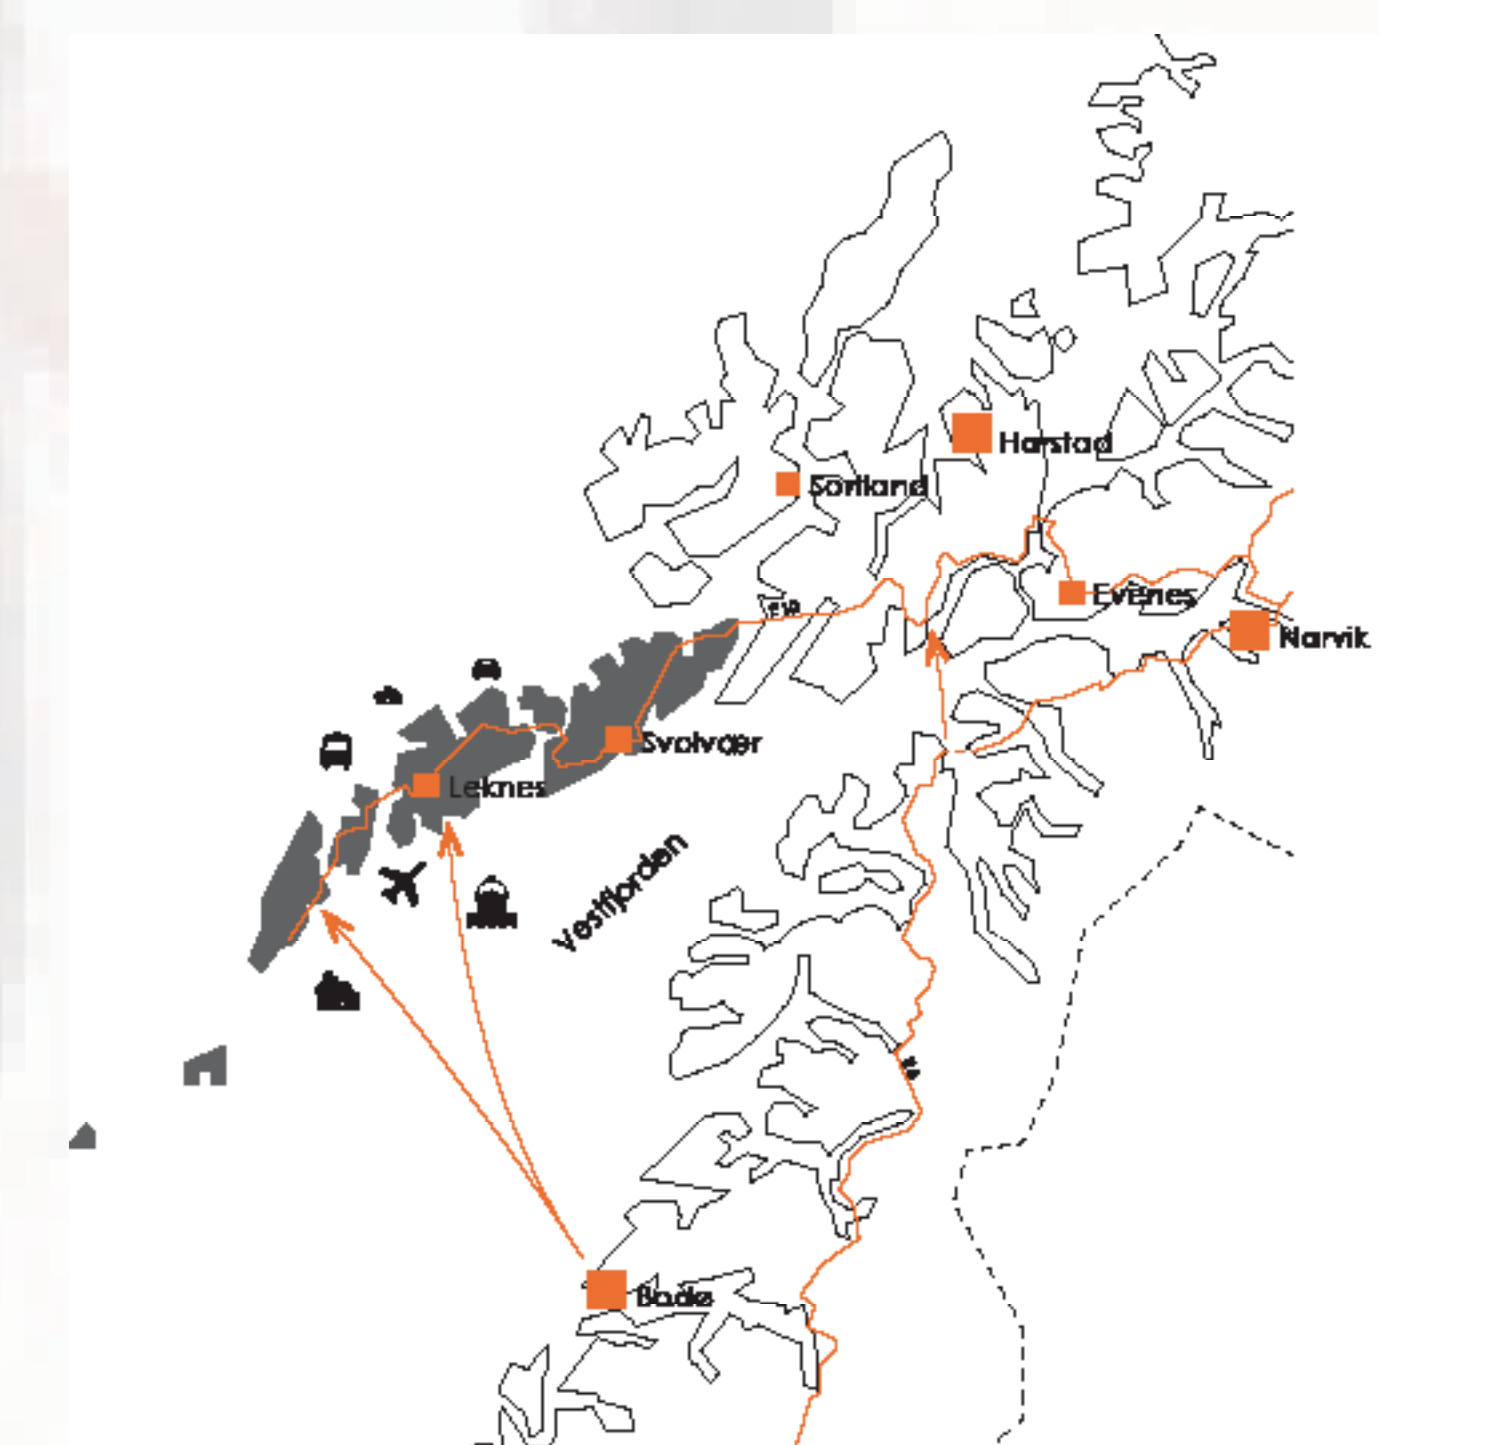 Harstad
Sortland
E10
Evenes
Narvik
Svolvær
Leknes
Vestfjorden
Bodø